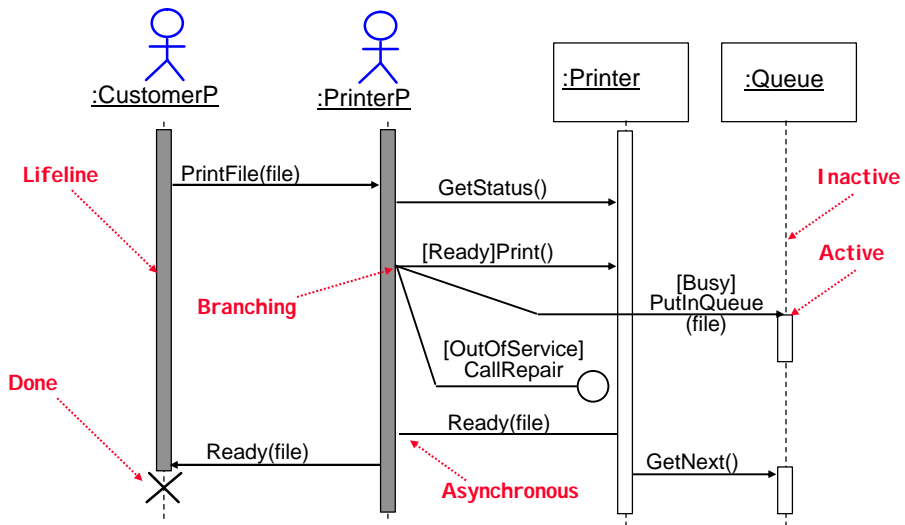 :CustomerP
:PrinterP
:Printer
:Queue
Lifeline
PrintFile(file)
GetStatus()
Inactive
Active
[Ready]Print()
Branching
[Busy]
PutInQueue
(file)
[OutOfService]
CallRepair
Done
Ready(file)
Ready(file)
GetNext()
Asynchronous